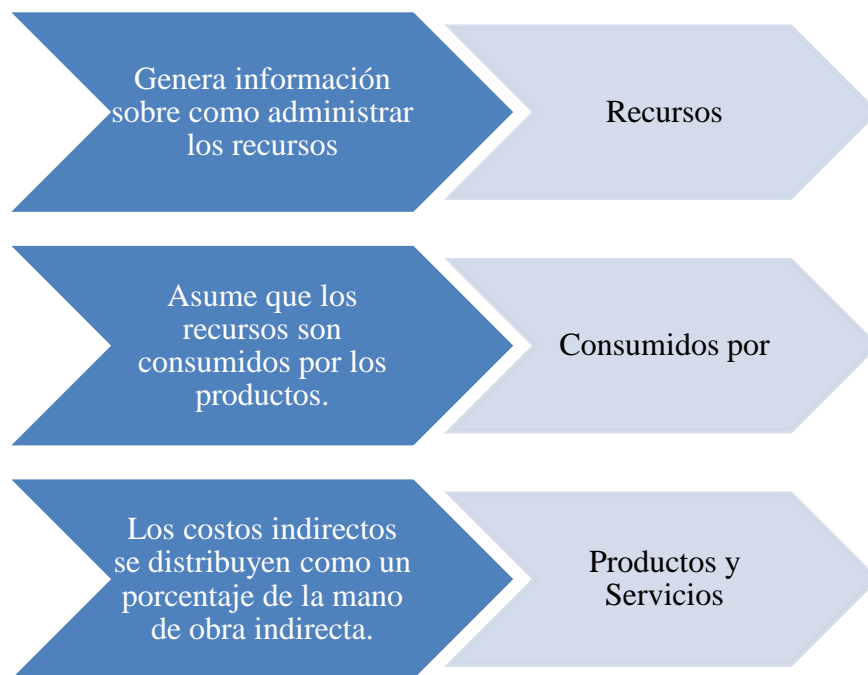 Genera información
sobre como administrar
los recursos
Recursos
Asume que los
recursos son
consumidos por los
productos.
Consumidos por
Los costos indirectos
se distribuyen como un
porcentaje de la mano
de obra indirecta.
Productos y
Servicios